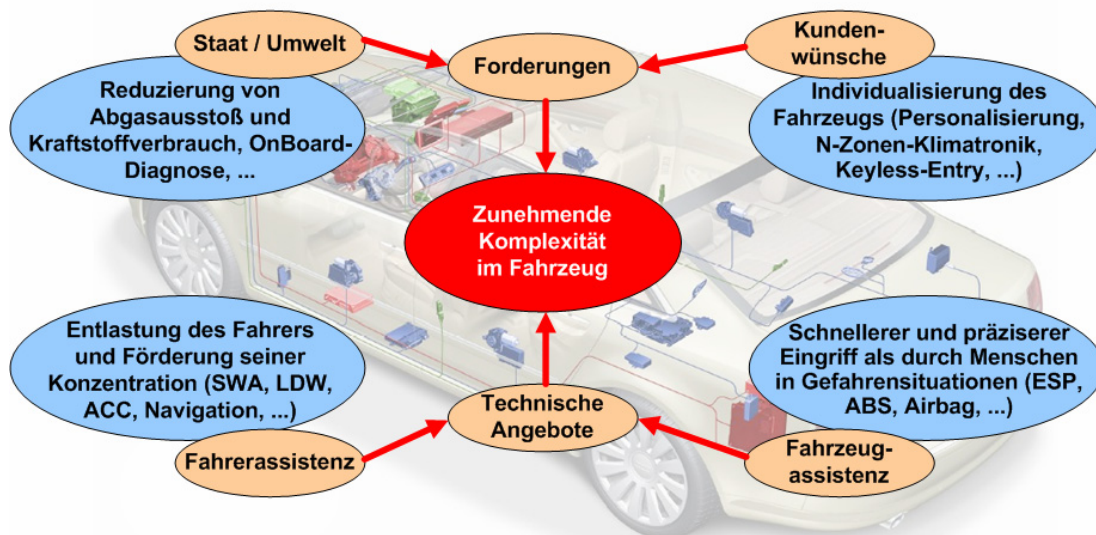 Staat / Umwelt
Forderungen
Kunden-
wünsche
Reduzierung von
Abgasausstoß und
Kraftstoffverbrauch, OnBoard-
Diagnose, ...
Individualisierung des
Fahrzeugs (Personalisierung,
N-Zonen-Klimatronik,
Keyless-Entry, ...)
Zunehmende
Komplexität
im Fahrzeug
Entlastung des Fahrers
und Förderung seiner
Konzentration (SWA, LDW,
ACC, Navigation, ...)
Schnellerer und präziserer
Eingriff als durch Menschen
in Gefahrensituationen (ESP,
ABS, Airbag, ...)
Technische
Angebote
Fahrerassistenz
Fahrzeug-
assistenz